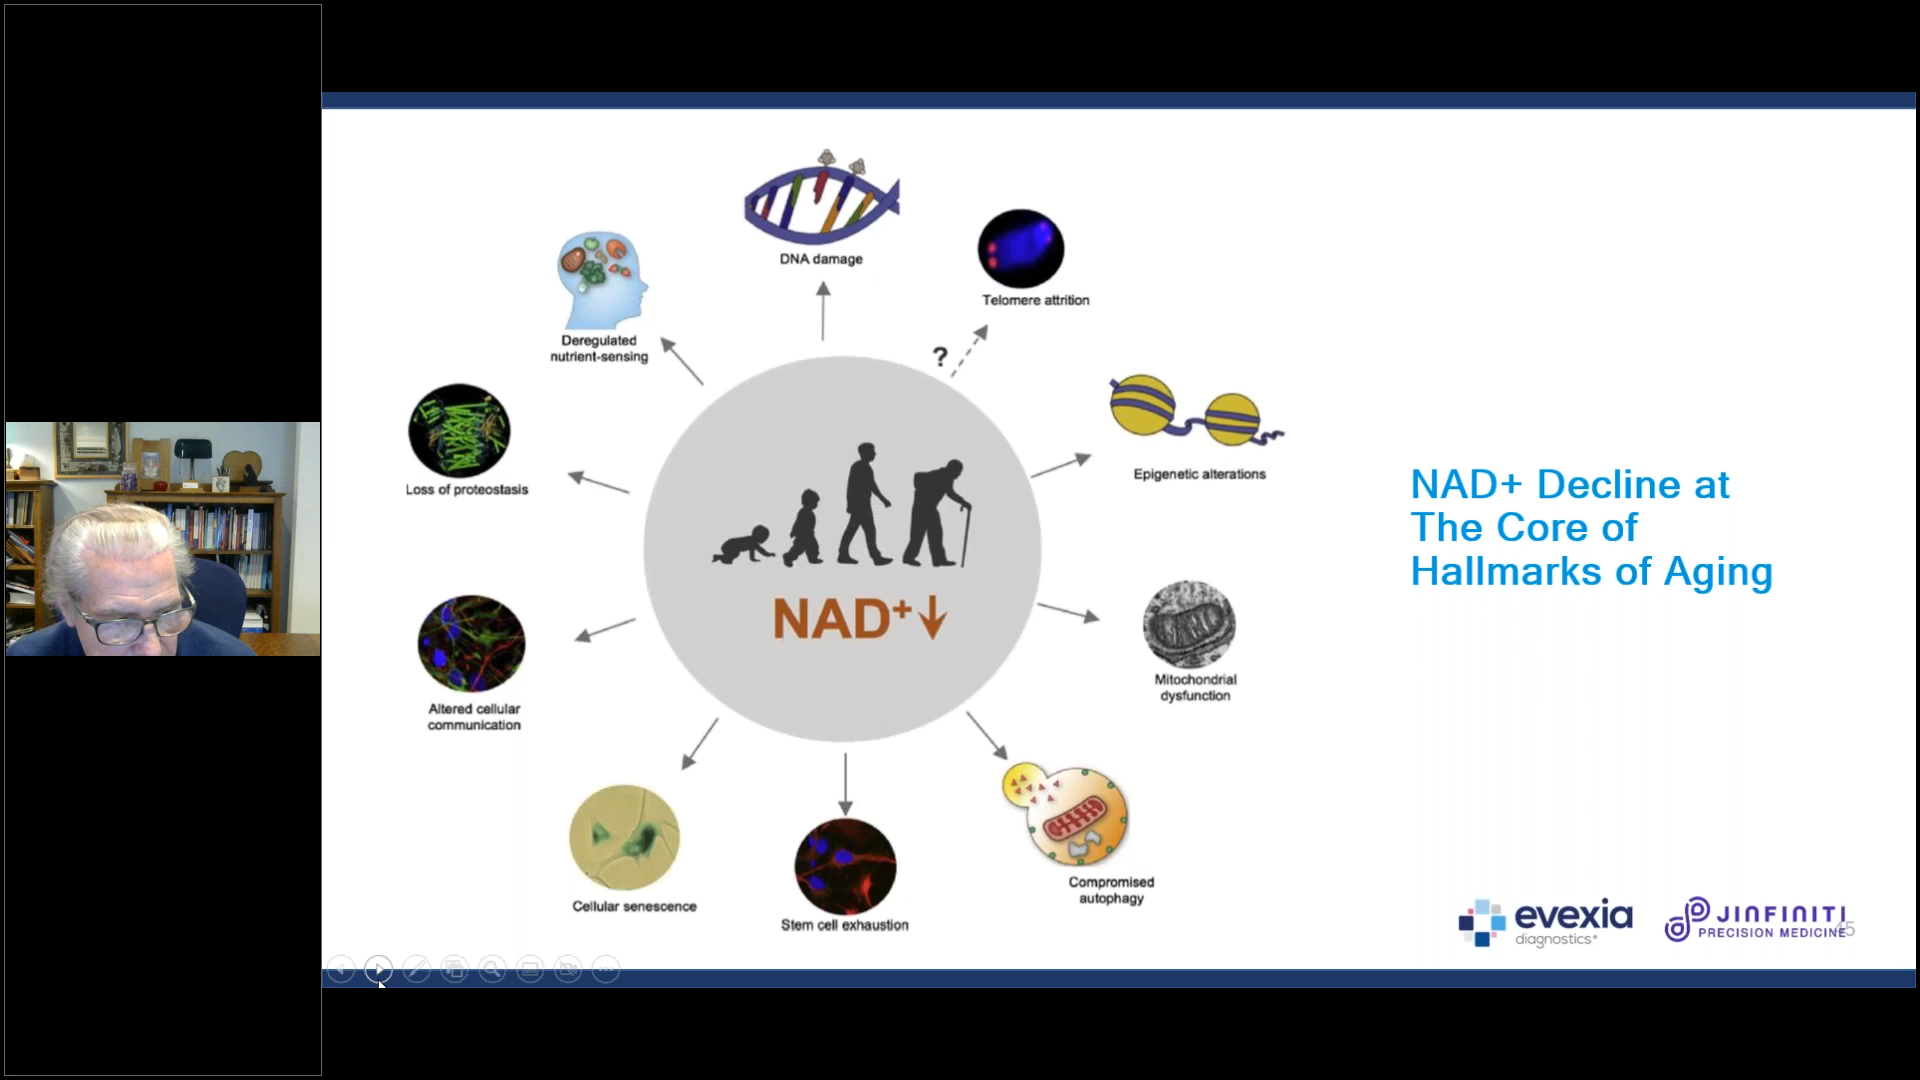 DNA damage
Telomere attrition
Deregulated
nutrient-sensing
?
Epigenetic alterations
Loss of proteostasis
NAD+ Decline at
The Core of
Hallmarks of Aging
NAD⁺↓
Mitochondrial
dysfunction
Altered cellular
communication
Compromised
autophagy
Cellular senescence
Stem cell exhaustion
evexia
diagnostics
JINFINITI
PRECISION MEDICINE
45